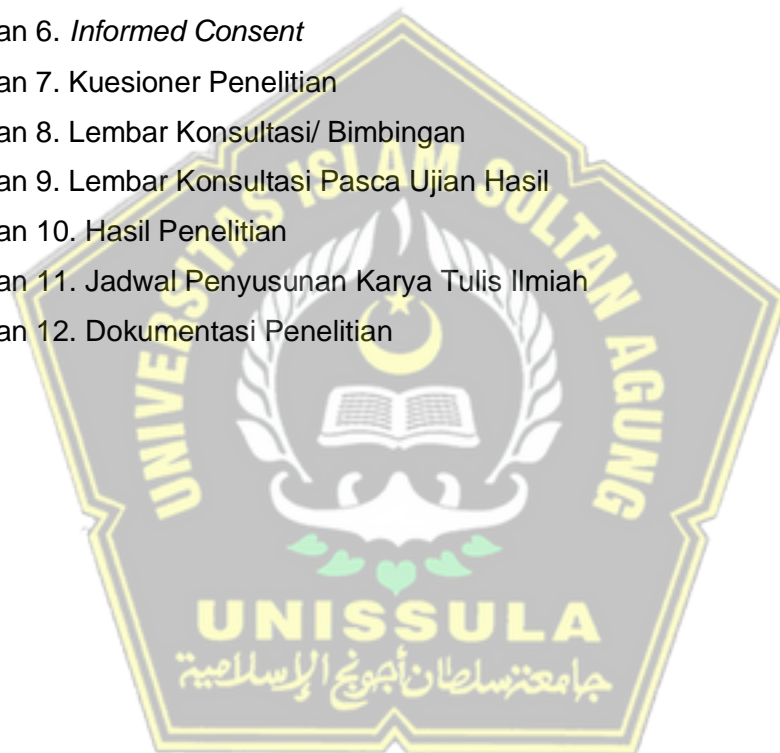 an 6. Informed Consent
an 7. Kuesioner Penelitian
an 8. Lembar Konsultasi/ Bimbingan
an 9. Lembar Konsultasi Pasca Ujian Hasil
an 10. Hasil Penelitian
an 11. Jadwal Penyusunan Karya Tulis Ilmiah
an 12. Dokumentasi Penelitian
UNIVERSITAS ISLAM SULTAN AGUNG
UNISSULA
جامعة سلطان أجونج الإسلامية